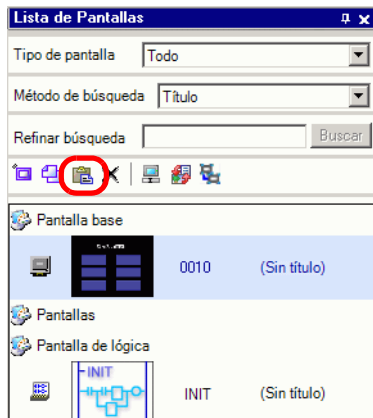 Lista de Pantallas
Tipo de pantalla Todo
Método de búsqueda Título
Refinar búsqueda Buscar
Pantalla base
0010 (Sin título)
Pantallas
Pantalla de lógica
INIT
INIT (Sin título)